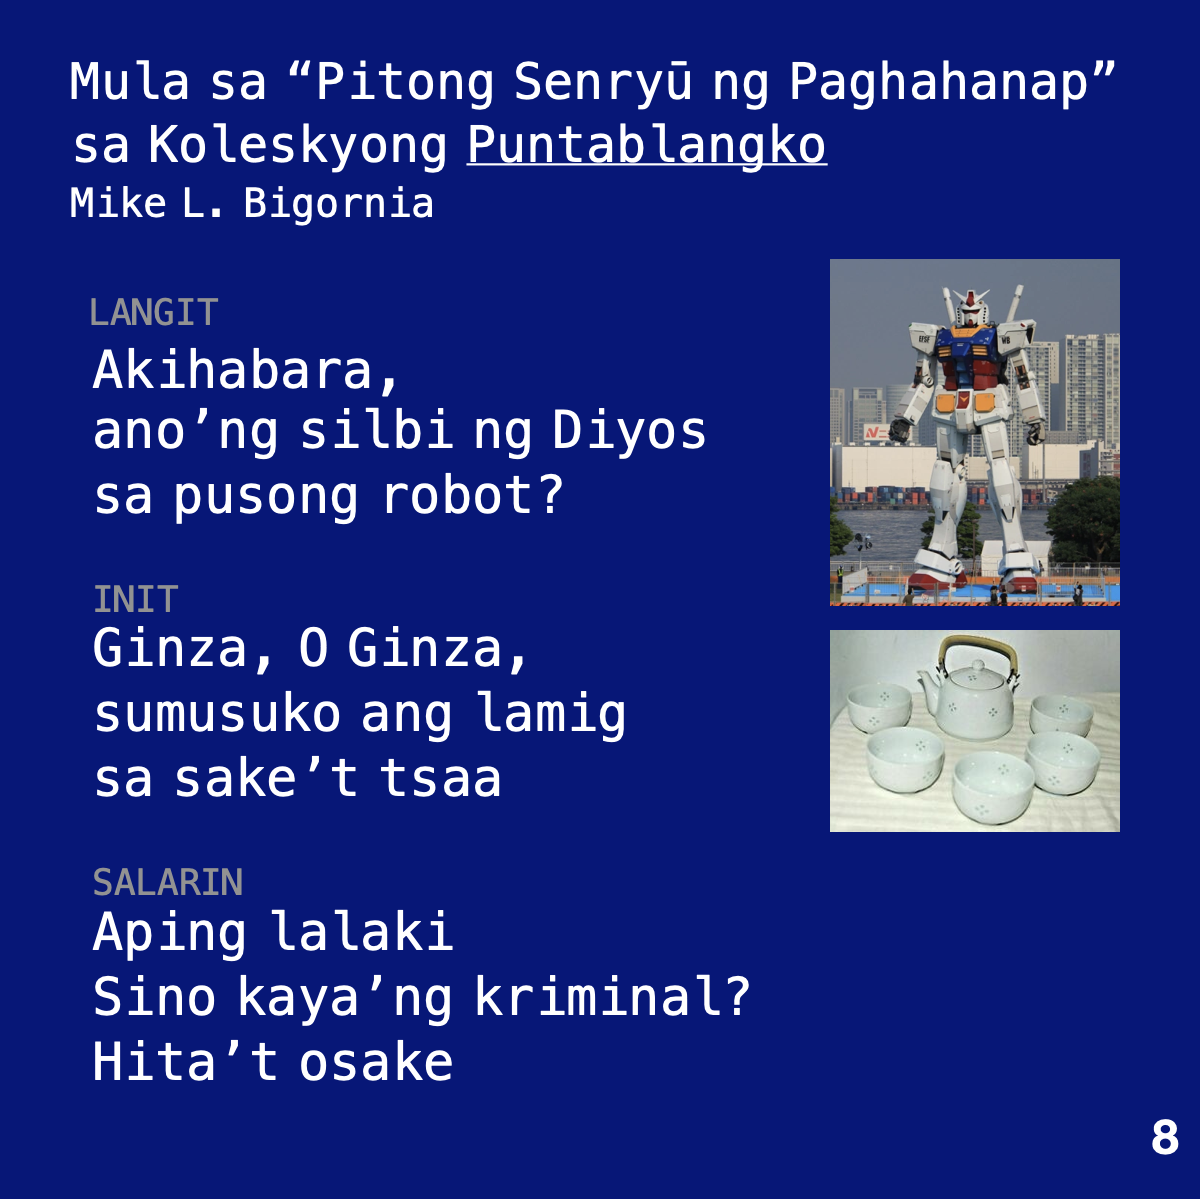 Mula sa “Pitong Senryū ng Paghahanap”
sa Koleskyong Puntablangko
Mike L. Bigornia
LANGIT
Akihabara,
ano’ng silbi ng Diyos
sa pusong robot?
INIT
Ginza, O Ginza,
sumusuko ang lamig
sa sake’t tsaa
SALARIN
Aping lalaki
Sino kaya’ng kriminal?
Hita’t osake
8